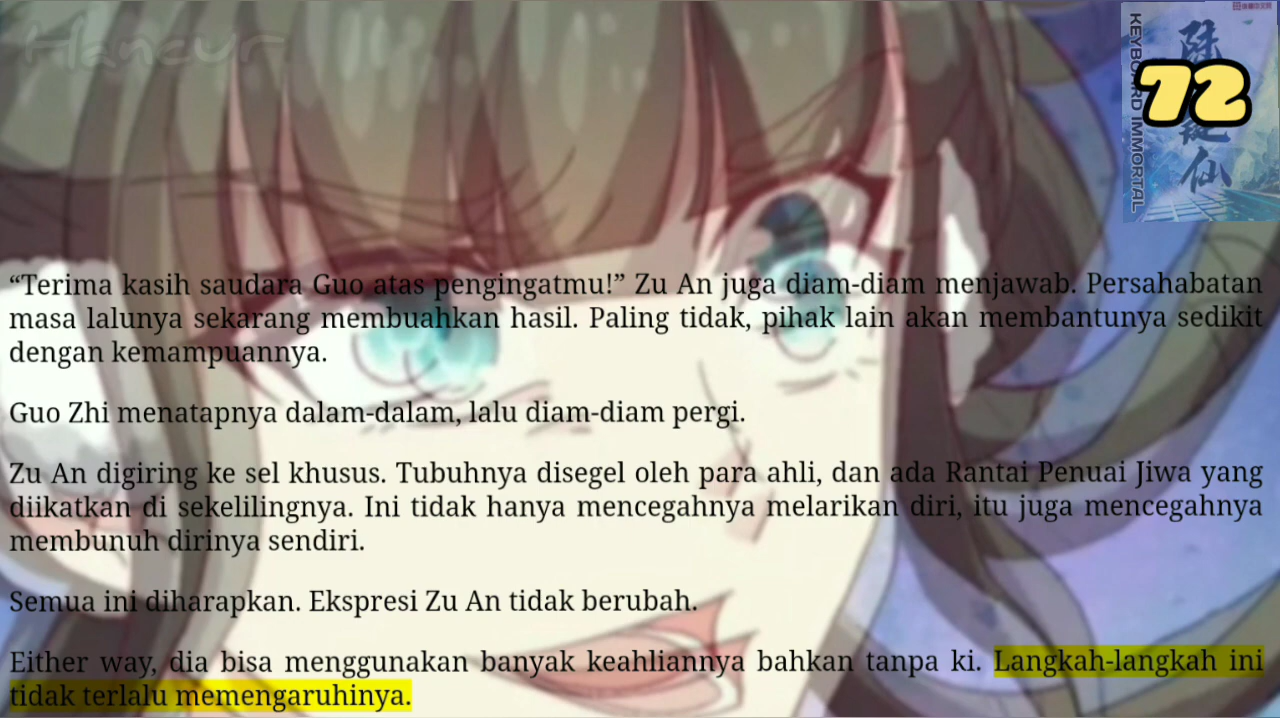 Hancur
KEYBOARD IMMORTAL
72
仙
“Terima kasih saudara Guo atas pengingatmu!” Zu An juga diam-diam menjawab. Persahabatan
masa lalunya sekarang membuahkan hasil. Paling tidak, pihak lain akan membantunya sedikit
dengan kemampuannya.
Guo Zhi menatapnya dalam-dalam, lalu diam-diam pergi.
Zu An digiring ke sel khusus. Tubuhnya disegel oleh para ahli, dan ada Rantai Penuai Jiwa yang
diikatkan di sekelilingnya. Ini tidak hanya mencegahnya melarikan diri, itu juga mencegahnya
membunuh dirinya sendiri.
Semua ini diharapkan. Ekspresi Zu An tidak berubah.
Either way, dia bisa menggunakan banyak keahliannya bahkan tanpa ki. Langkah-langkah ini
tidak terlalu memengaruhinya.